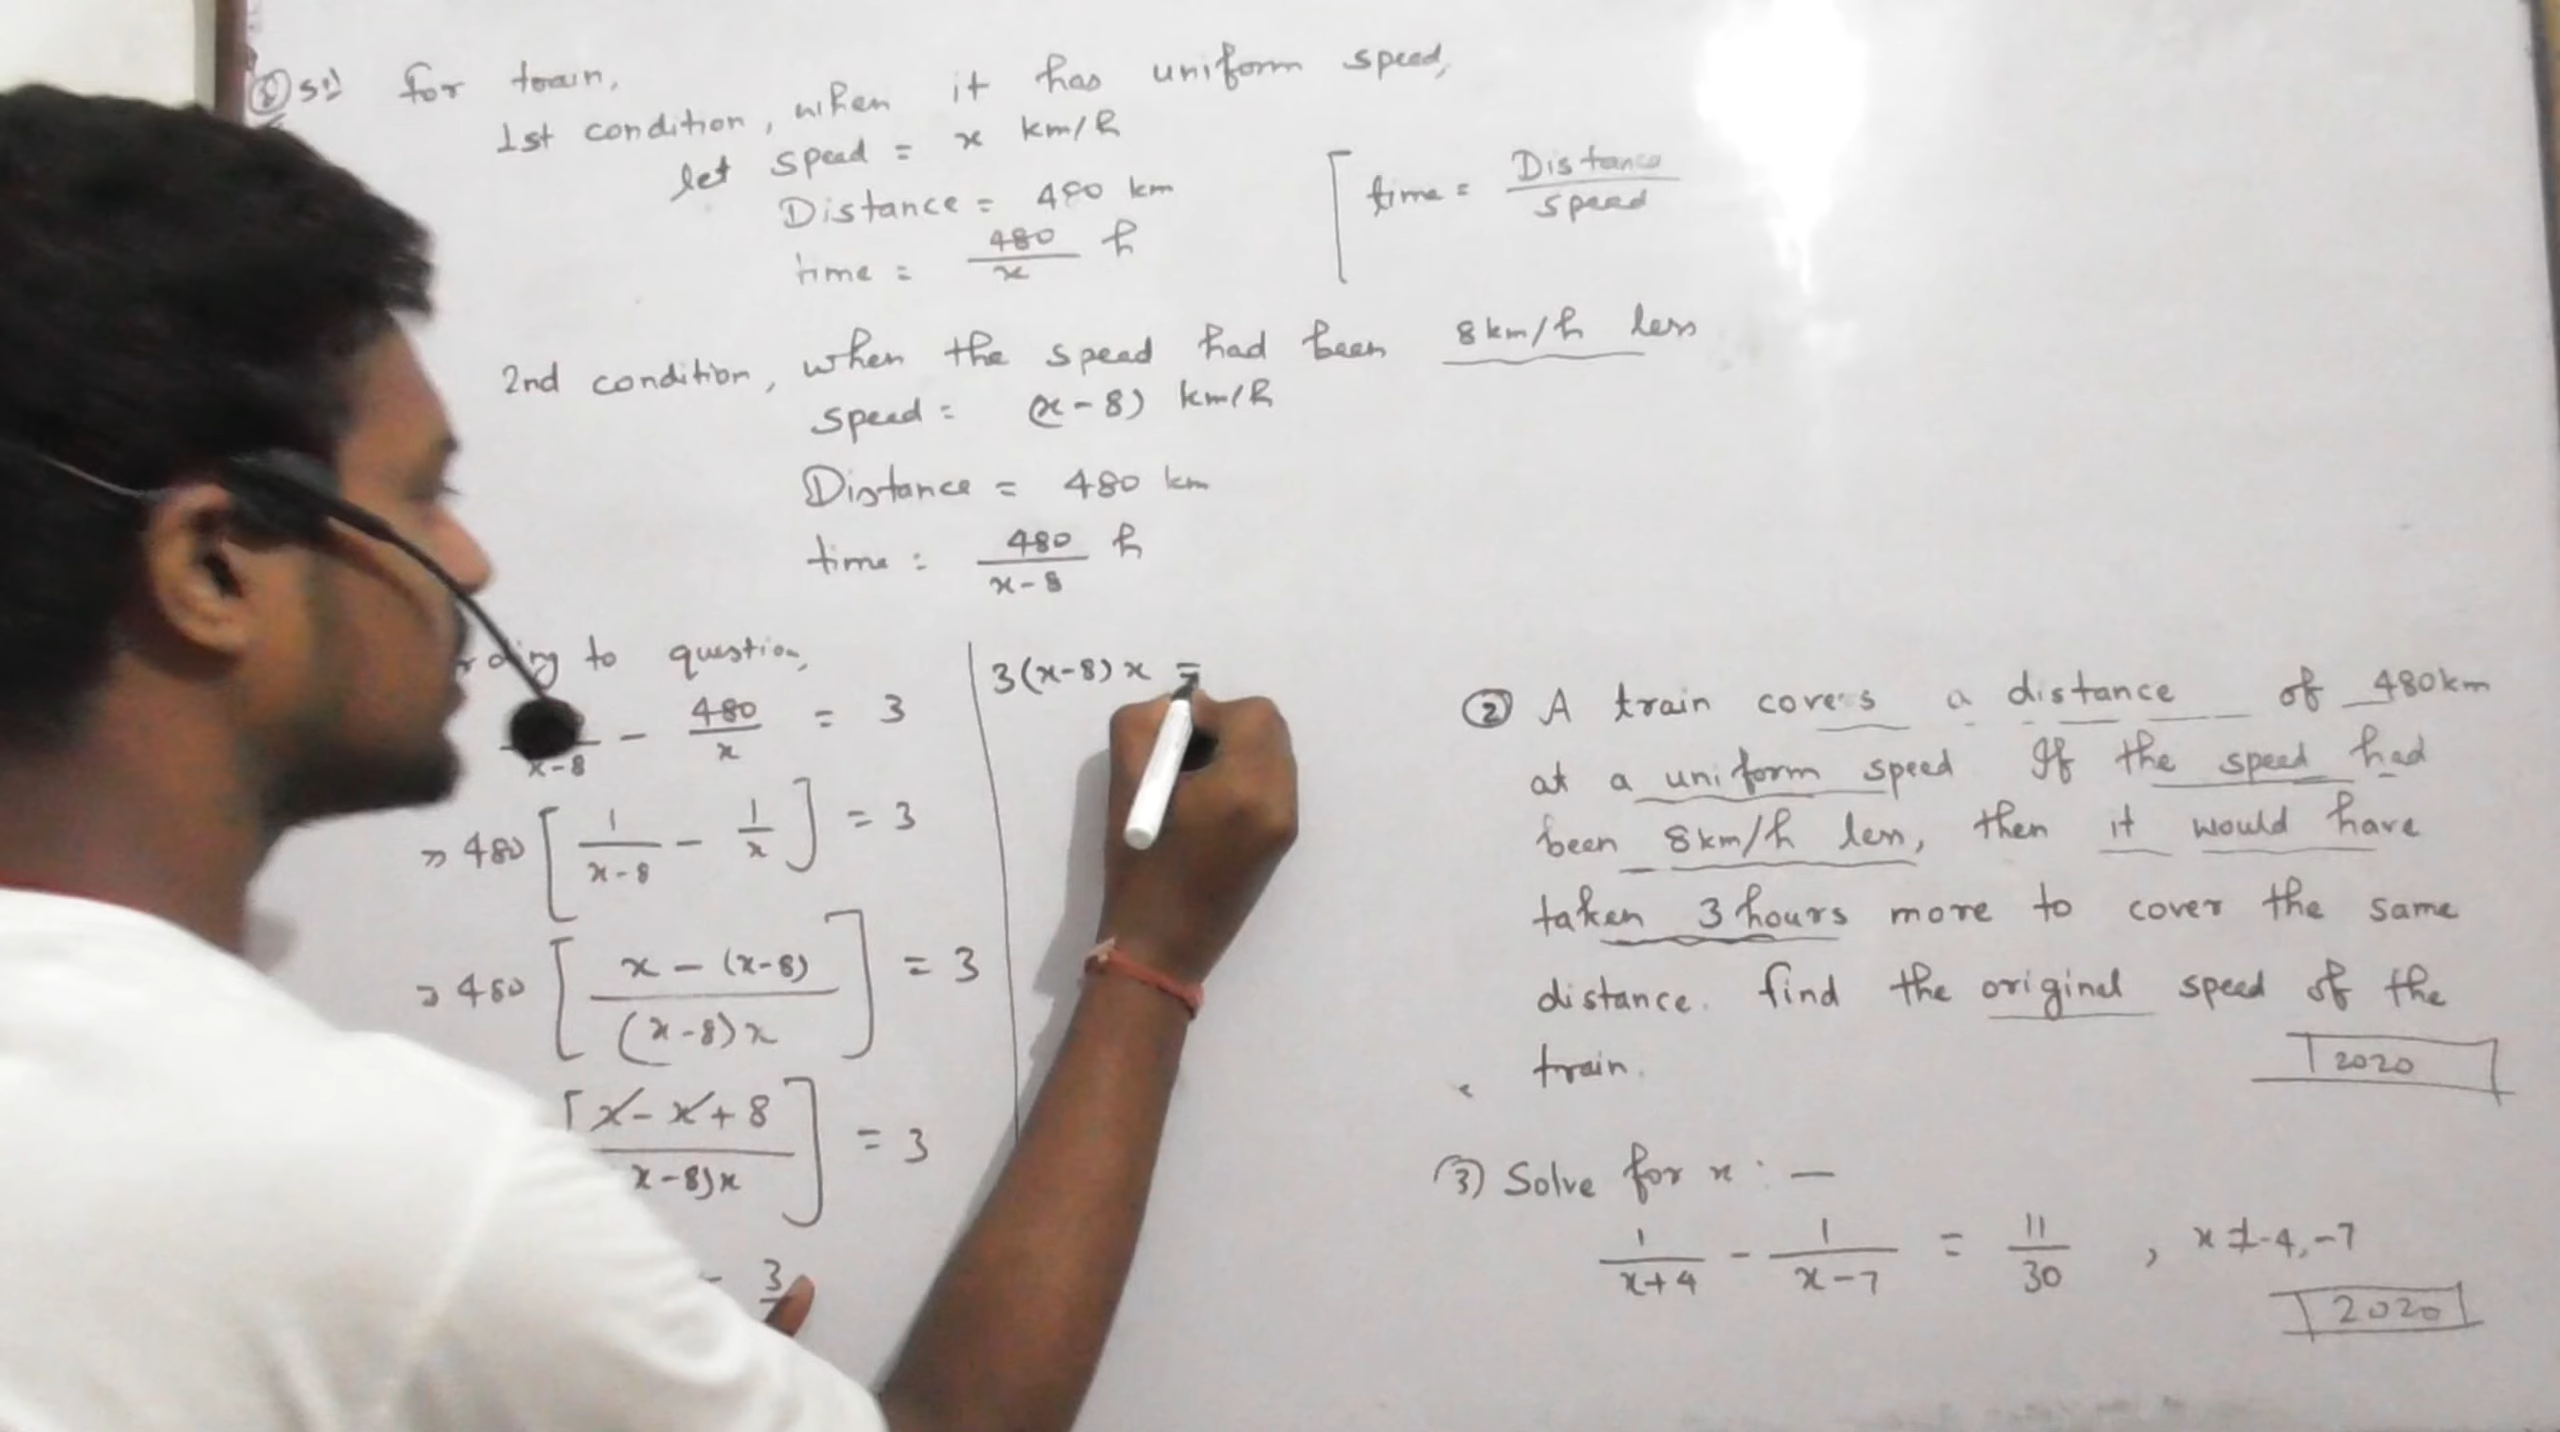 ② Solⁿ for train,
1st condition, when it has uniform speed,
let speed = x km/h
Distance = 480 km
time = 480/x h
[ time = Distance/speed
2nd condition, when the speed had been 8km/h less
speed = (x-8) km/h
Distance = 480 km
time = 480/(x-8) h
to question,
x-8 - 480/x = 3
⇒ 480 [ 1/(x-8) - 1/x ] = 3
⇒ 480 [ (x-(x-8))/((x-8)x) ] = 3
[ (x-x+8)/(x-8)x ] = 3
3
3(x-8)x =
② A train covers a distance of 480km
at a uniform speed If the speed had
been 8km/h less, then it would have
taken 3 hours more to cover the same
distance. find the original speed of the
train.
2020
(3) Solve for x : —
1/(x+4) - 1/(x-7) = 11/30 , x ≠ -4, -7
2020